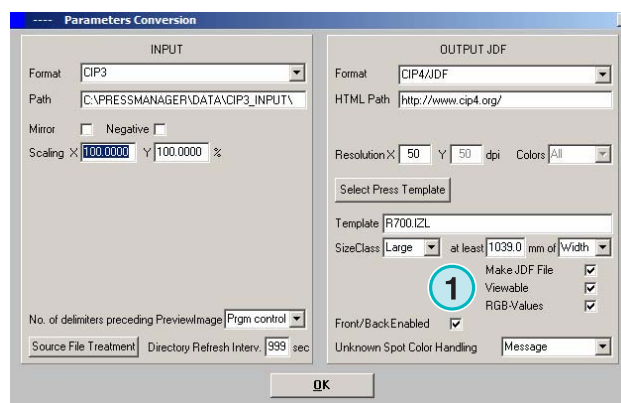 ---- Parameters Conversion
INPUT
Format CIP3
Path C:\PRESSMANAGER\DATA\CIP3_INPUT\
Mirror Negative
Scaling X 100.0000 Y 100.0000 %
No. of delimiters preceding PreviewImage Prgm control
Source File Treatment Directory Refresh Interv. 999 sec
OUTPUT JDF
Format CIP4/JDF
HTML Path http://www.cip4.org/
Resolution X 50 Y 50 dpi Colors All
Select Press Template
Template R700.IZL
SizeClass Large at least 1039.0 mm of Width
Make JDF File
1 Viewable
RGB-Values
Front/Back Enabled
Unknown Spot Color Handling Message
OK